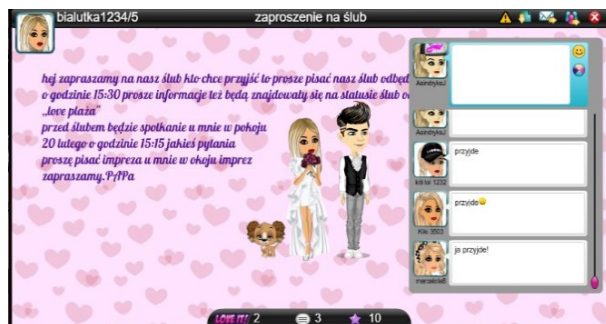 bialutka1234/5
zaproszenie na ślub
hej zapraszamy na nasz ślub kto chce przyjść to prosze pisać nasz ślub odbęd
o godzinie 15:30 prosze informacje też będą znajdowały się na statusie ślub
„love plaża"
przed ślubem będzie spotkanie u mnie w pokoju
20 lutego o godzinie 15:15 jakieś pytania
proszę pisać impreza u mnie w okoju imprez
zapraszamy.PAPa
przyjde
przyjde
Kiki 3503
ja przyjde!
LOVE IT! 2
3
10